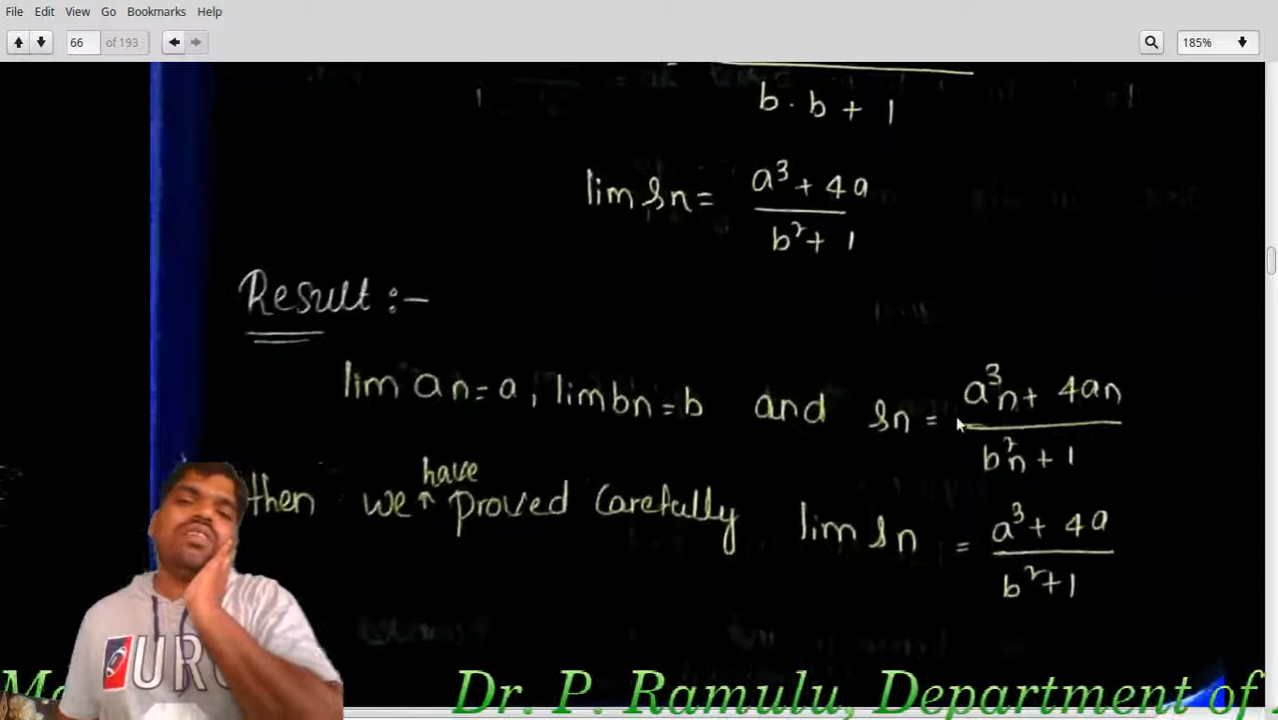 File Edit View Go Bookmarks Help
66 of 193 185%
b . b + 1
lim sn = a³ + 4a / b² + 1
Result :-
lim an = a , lim bn = b and sn = a³n + 4an / b²n + 1
then we have proved carefully lim sn = a³ + 4a / b² + 1
URO
Dr. P. Ramulu, Department of